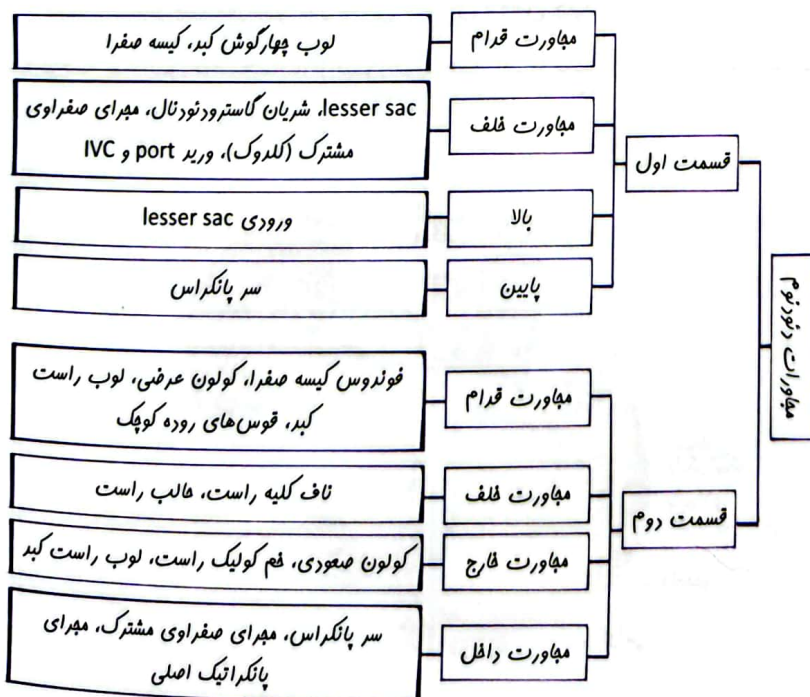 مجاورات دئودنوم
قسمت اول
مجاورت قدام
لوب چهارگوش کبد، کیسه صفرا
مجاورت خلف
lesser sac، شریان گاسترودئودنال، مجرای صفراوی
مشترک (کلدوک)، ورید port و IVC
بالا
ورودی lesser sac
پایین
سر پانکراس
قسمت دوم
مجاورت قدام
فوندوس کیسه صفرا، کولون عرضی، لوب راست
کبد، قوس‌های روده کوچک
مجاورت خلف
ناف کلیه راست، حالب راست
مجاورت خارج
کولون صعودی، خم کولیک راست، لوب راست کبد
مجاورت داخل
سر پانکراس، مجرای صفراوی مشترک، مجرای
پانکراتیک اصلی